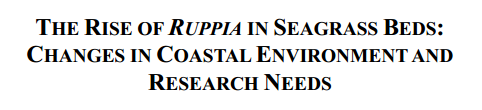 THE RISE OF RUPPIA IN SEAGRASS BEDS:
CHANGES IN COASTAL ENVIRONMENT AND
RESEARCH NEEDS